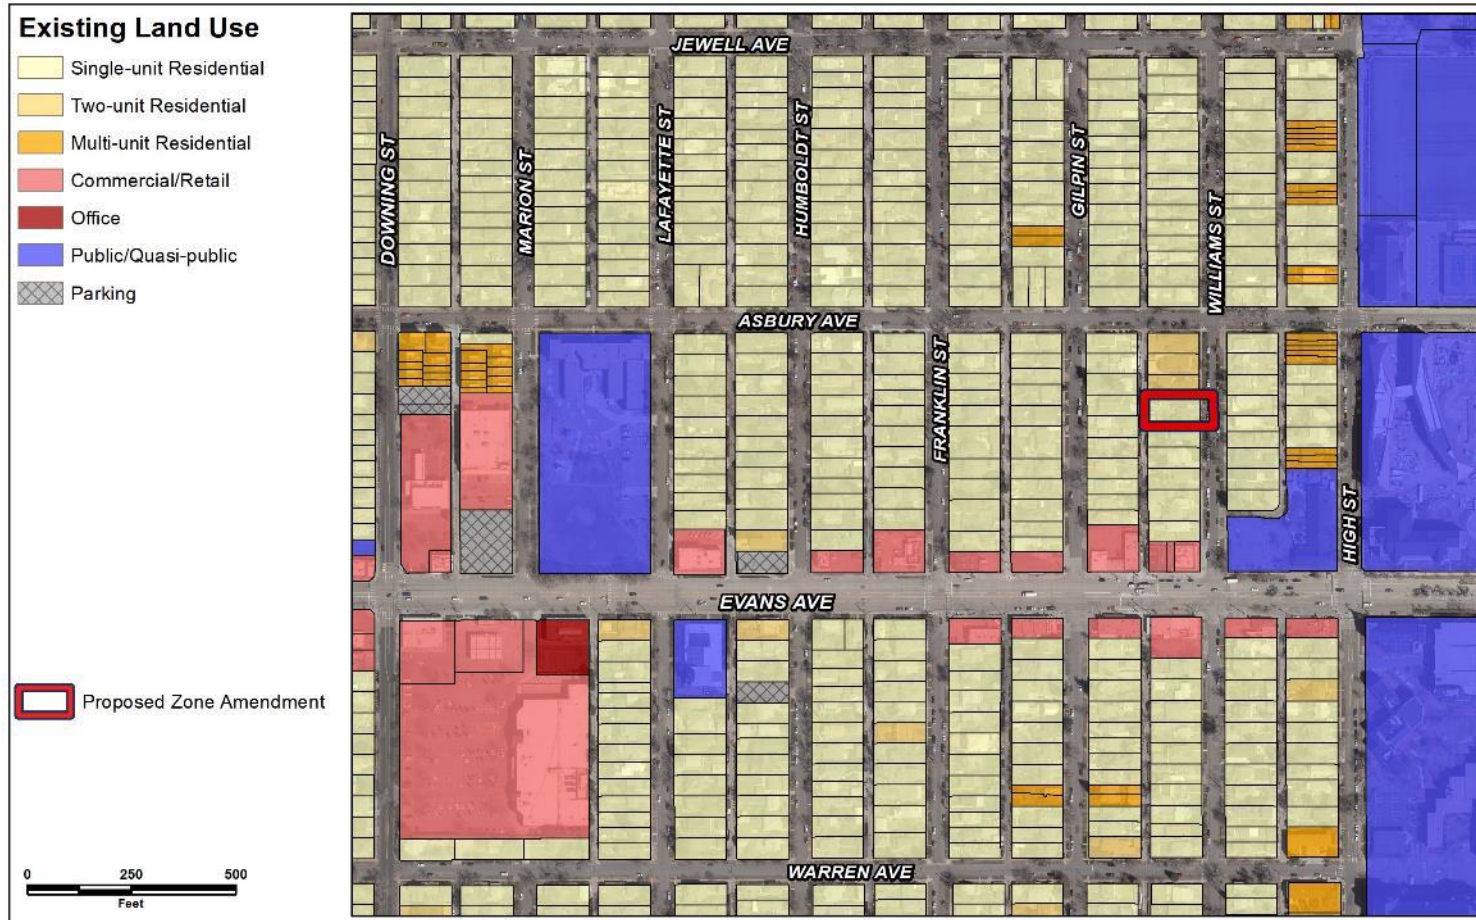 Existing Land Use
Single-unit Residential
Two-unit Residential
Multi-unit Residential
Commercial/Retail
Office
Public/Quasi-public
Parking
Proposed Zone Amendment
0 250 500
Feet
JEWELL AVE
DOWNING ST
MARION ST
LAFAYETTE ST
HUMBOLDT ST
GILPIN ST
WILLIAMS ST
ASBURY AVE
FRANKLIN ST
HIGH ST
EVANS AVE
WARREN AVE